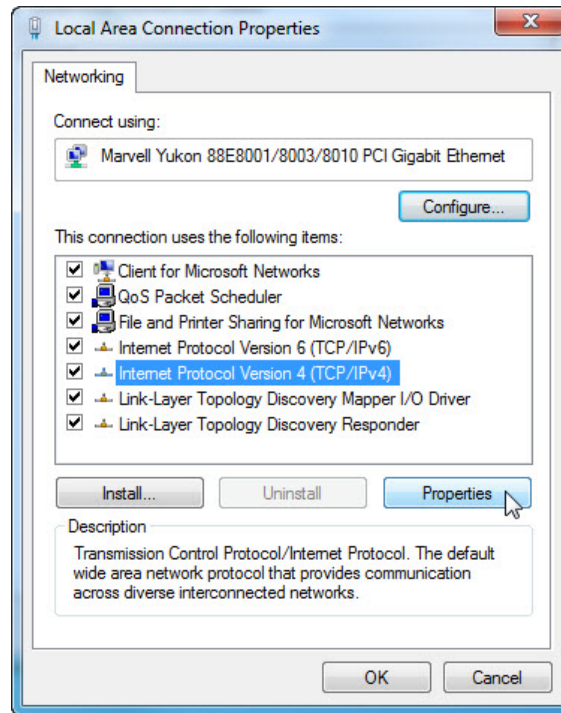 Local Area Connection Properties
Networking
Connect using:
Marvell Yukon 88E8001/8003/8010 PCI Gigabit Ethernet
Configure...
This connection uses the following items:
Client for Microsoft Networks
QoS Packet Scheduler
File and Printer Sharing for Microsoft Networks
Internet Protocol Version 6 (TCP/IPv6)
Internet Protocol Version 4 (TCP/IPv4)
Link-Layer Topology Discovery Mapper I/O Driver
Link-Layer Topology Discovery Responder
Install... Uninstall Properties
Description
Transmission Control Protocol/Internet Protocol. The default
wide area network protocol that provides communication
across diverse interconnected networks.
OK Cancel